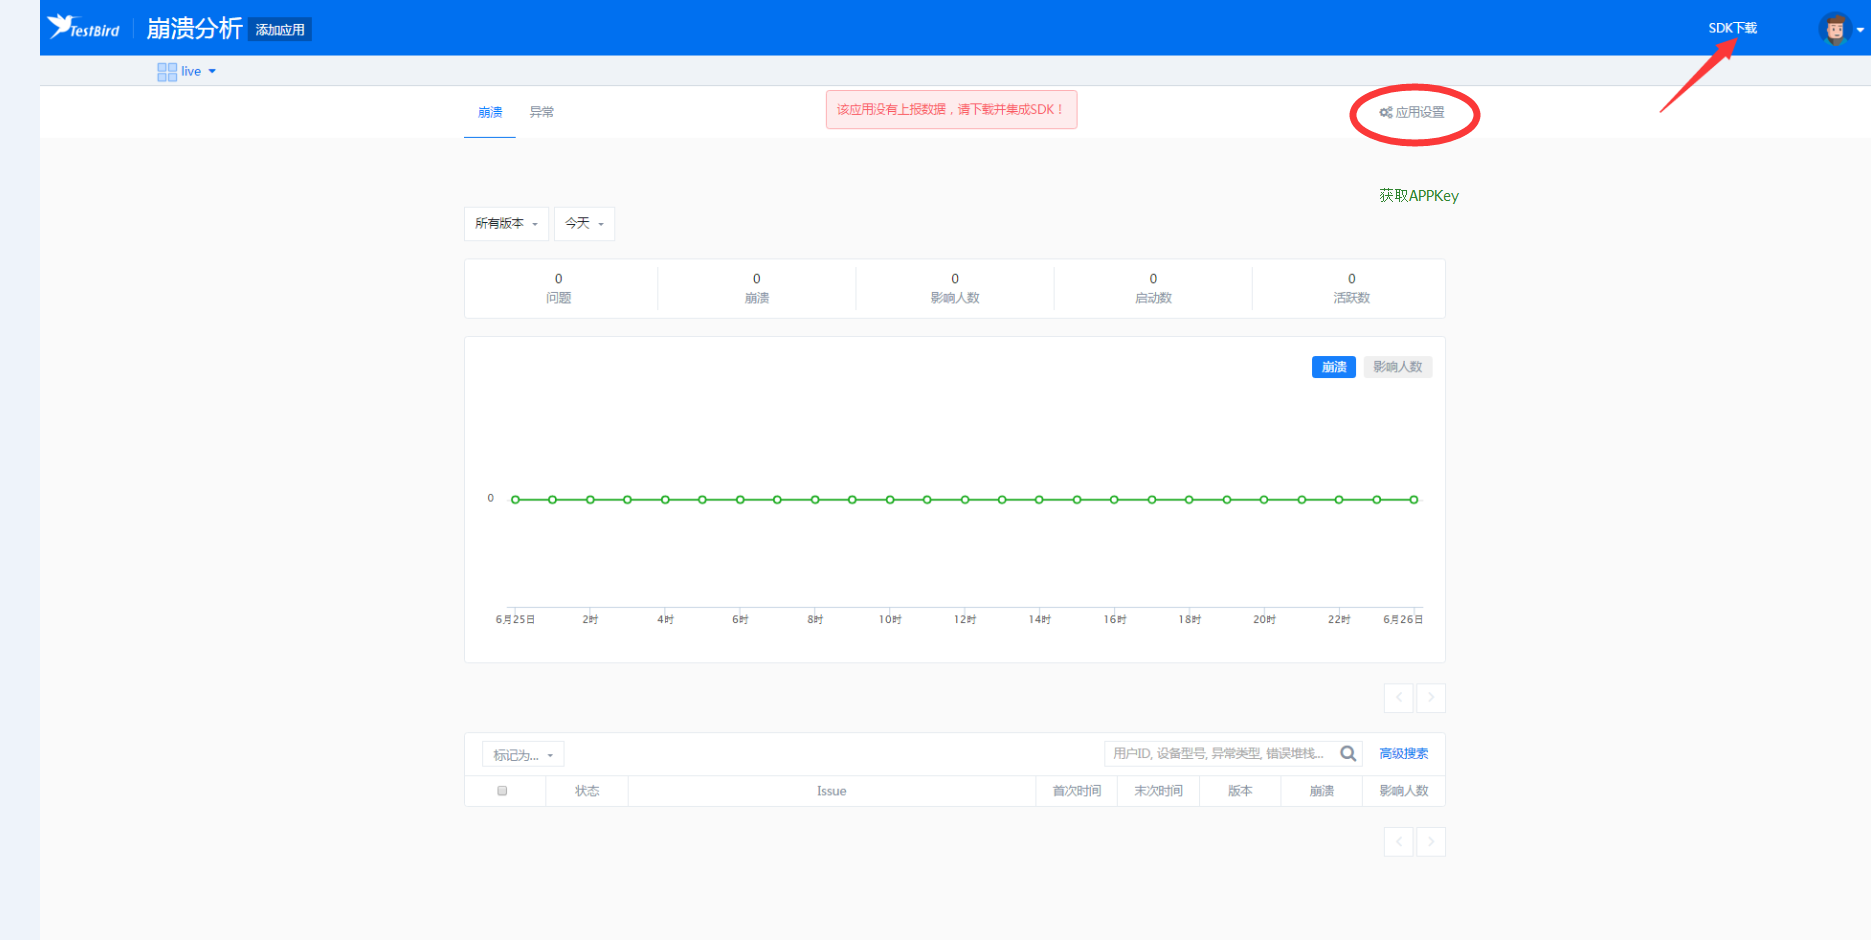 TestBird 崩溃分析 添加应用 SDK下载
live
崩溃 异常 该应用没有上报数据，请下载并集成SDK！ 应用设置
获取APPKey
所有版本 今天
0 0 0 0 0
问题 崩溃 影响人数 启动数 活跃数
崩溃 影响人数
0
6月25日 2时 4时 6时 8时 10时 12时 14时 16时 18时 20时 22时 6月26日
标记为... 用户ID, 设备型号, 异常类型, 错误堆栈... 高级搜索
状态 Issue 首次时间 末次时间 版本 崩溃 影响人数